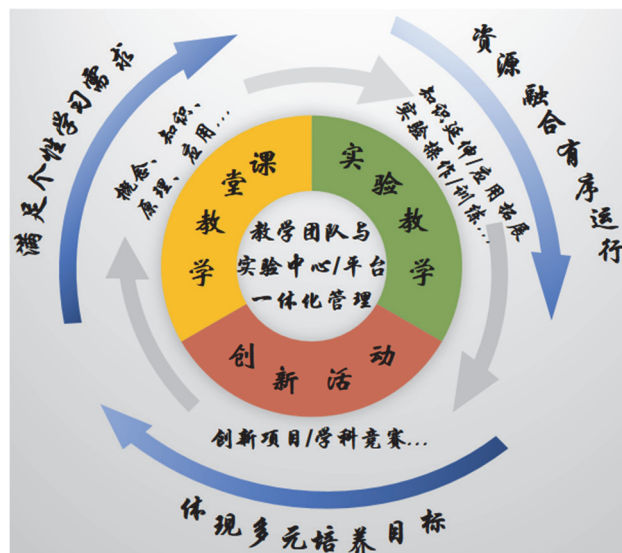 满足个性学习需求
资源融合有序运行
概念、知识、
原理、应用...
知识延伸/应用拓展
实验操作/训练...
课堂教学
实验教学
教学团队与
实验中心/平台
一体化管理
创新活动
创新项目/学科竞赛...
体现多元培养目标